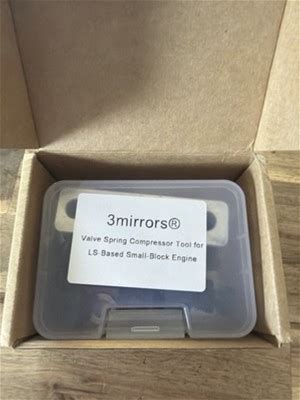 3mirrors®
Valve Spring Compressor Tool for
LS Based Small-Block Engine